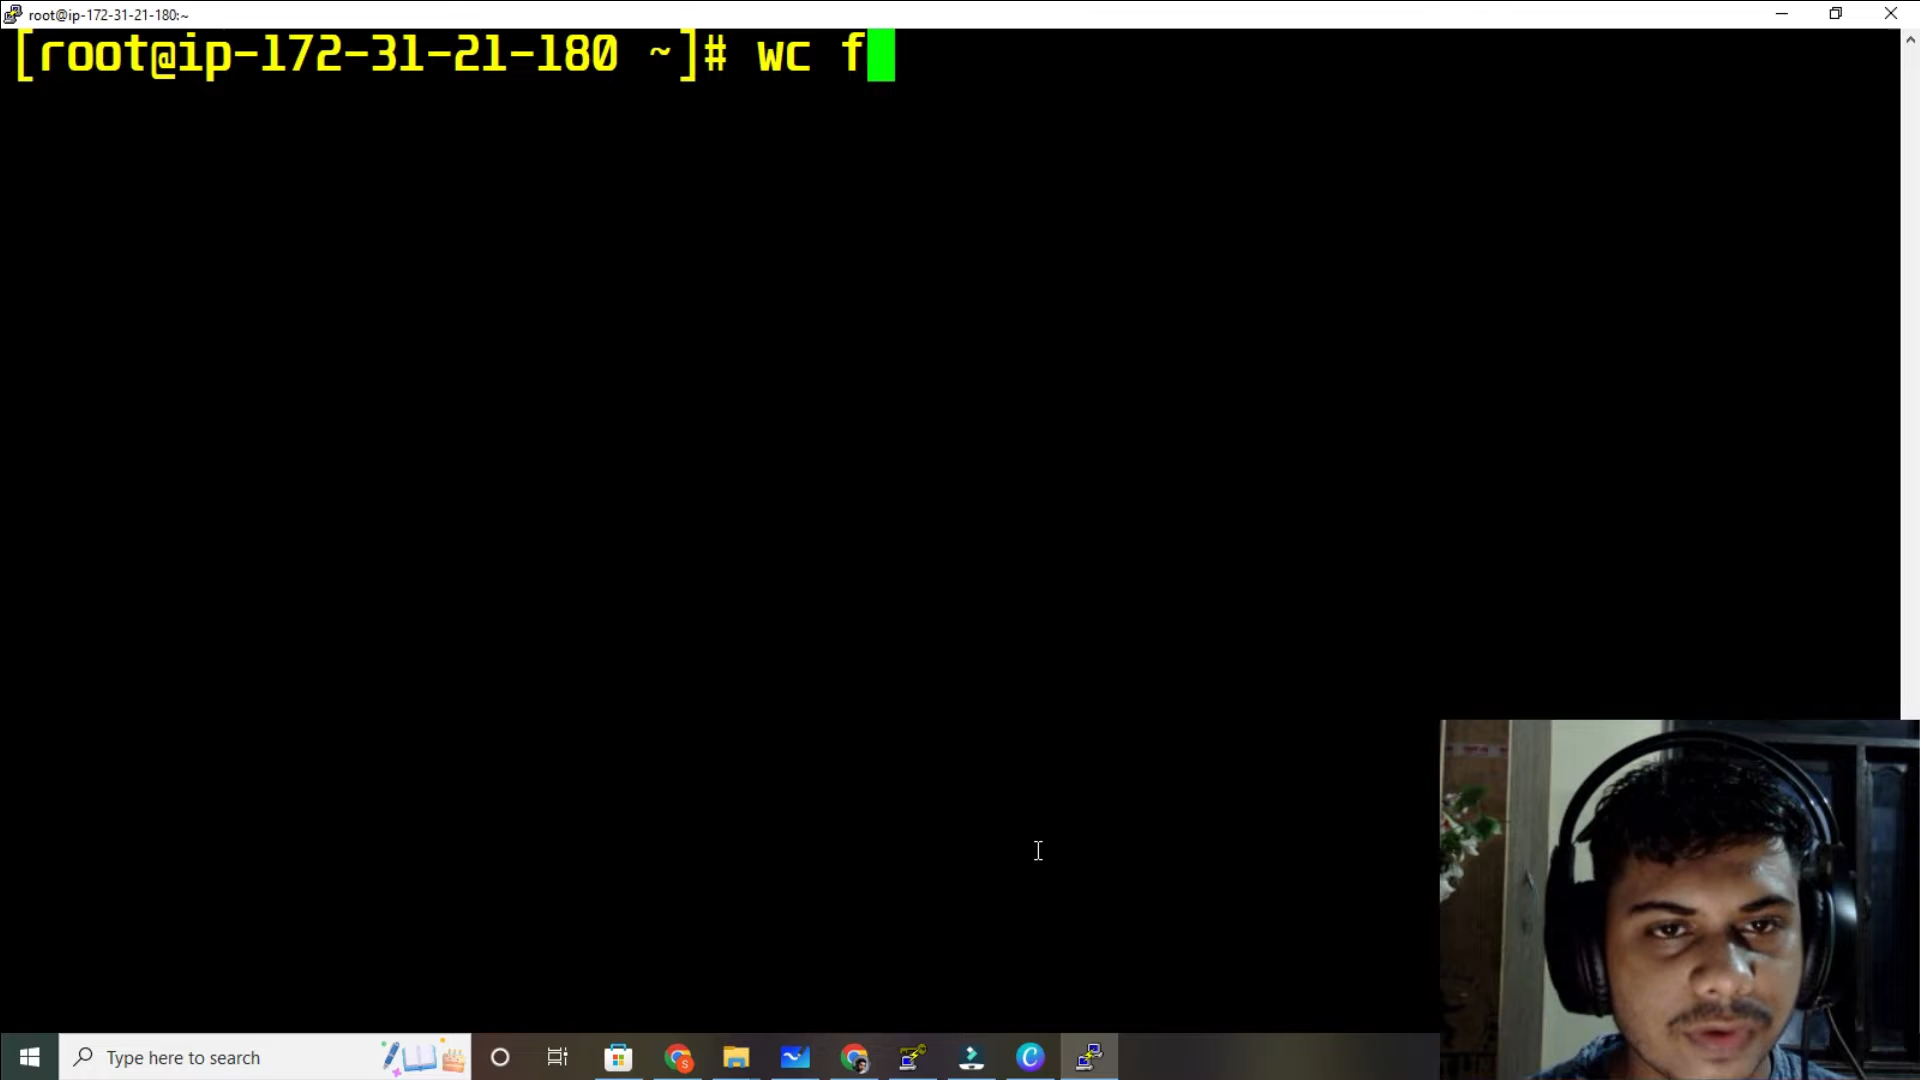 root@ip-172-31-21-180:~
[root@ip-172-31-21-180 ~]# wc f
Type here to search